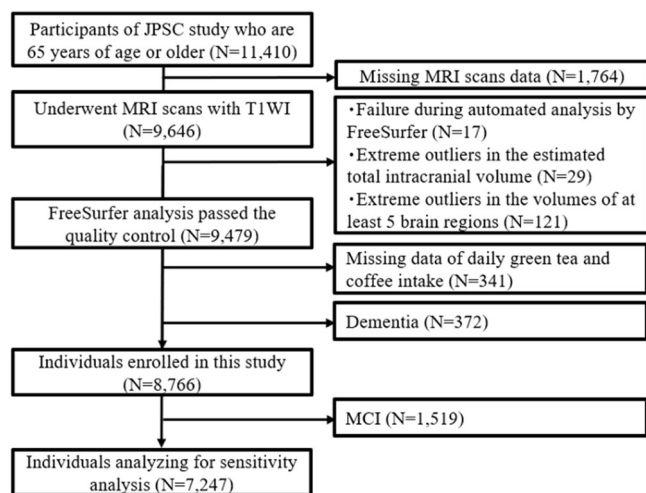 Participants of JPSC study who are
65 years of age or older (N=11,410)
Missing MRI scans data (N=1,764)
Underwent MRI scans with T1WI
(N=9,646)
・Failure during automated analysis by
FreeSurfer (N=17)
・Extreme outliers in the estimated
total intracranial volume (N=29)
・Extreme outliers in the volumes of
at least 5 brain regions (N=121)
FreeSurfer analysis passed the
quality control (N=9,479)
Missing data of daily green tea and
coffee intake (N=341)
Dementia (N=372)
Individuals enrolled in this study
(N=8,766)
MCI (N=1,519)
Individuals analyzing for sensitivity
analysis (N=7,247)